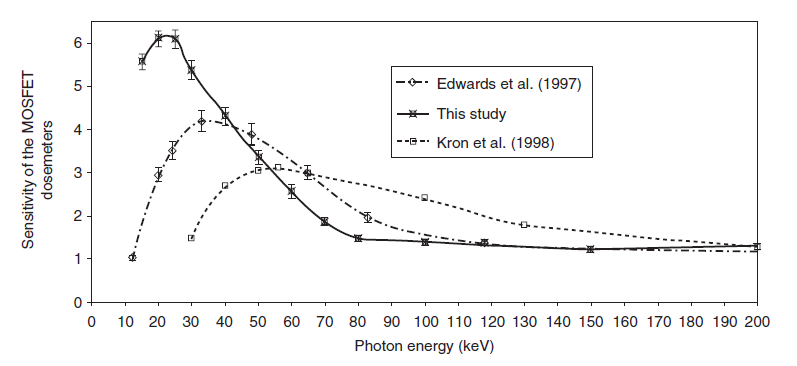 Sensitivity of the MOSFET
dosemeters
6
5
4
3
2
1
0
Edwards et al. (1997)
This study
Kron et al. (1998)
0 10 20 30 40 50 60 70 80 90 100 110 120 130 140 150 160 170 180 190 200
Photon energy (keV)